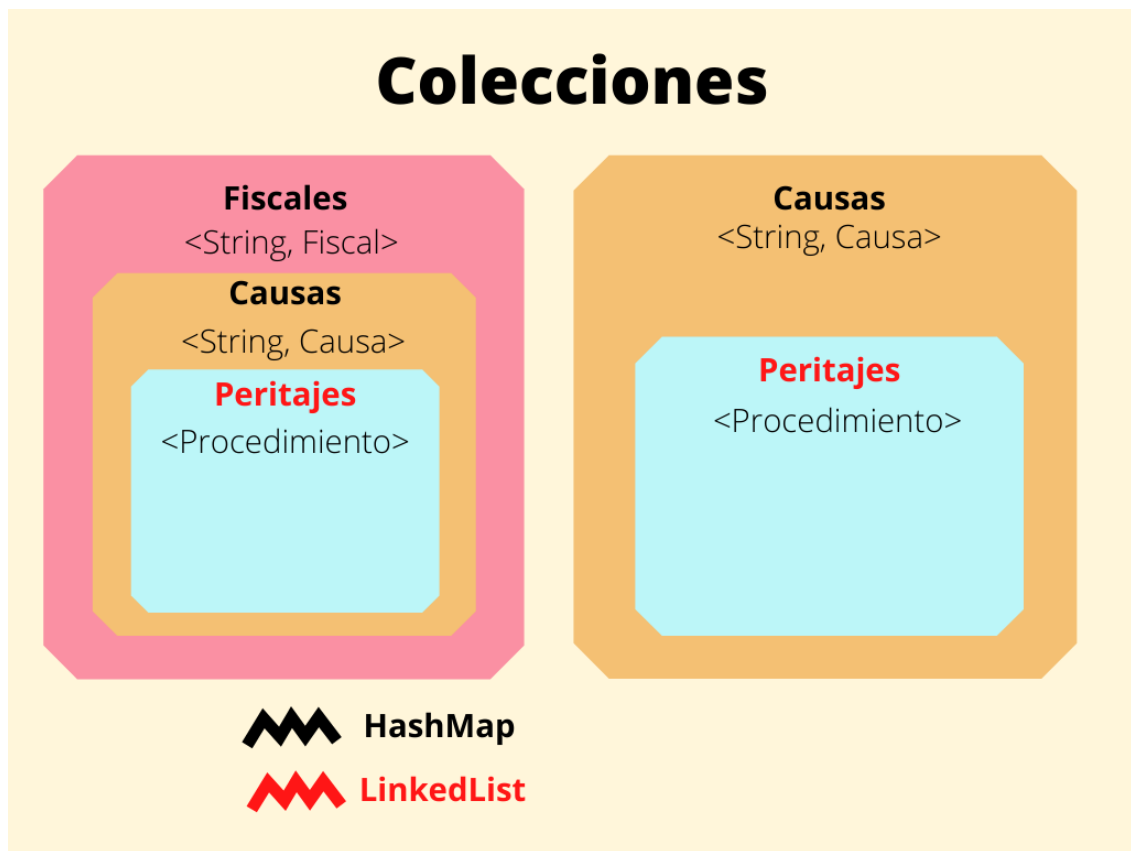 Colecciones
Fiscales
<String, Fiscal>
Causas
<String, Causa>
Peritajes
<Procedimiento>
Causas
<String, Causa>
Peritajes
<Procedimiento>
HashMap
LinkedList